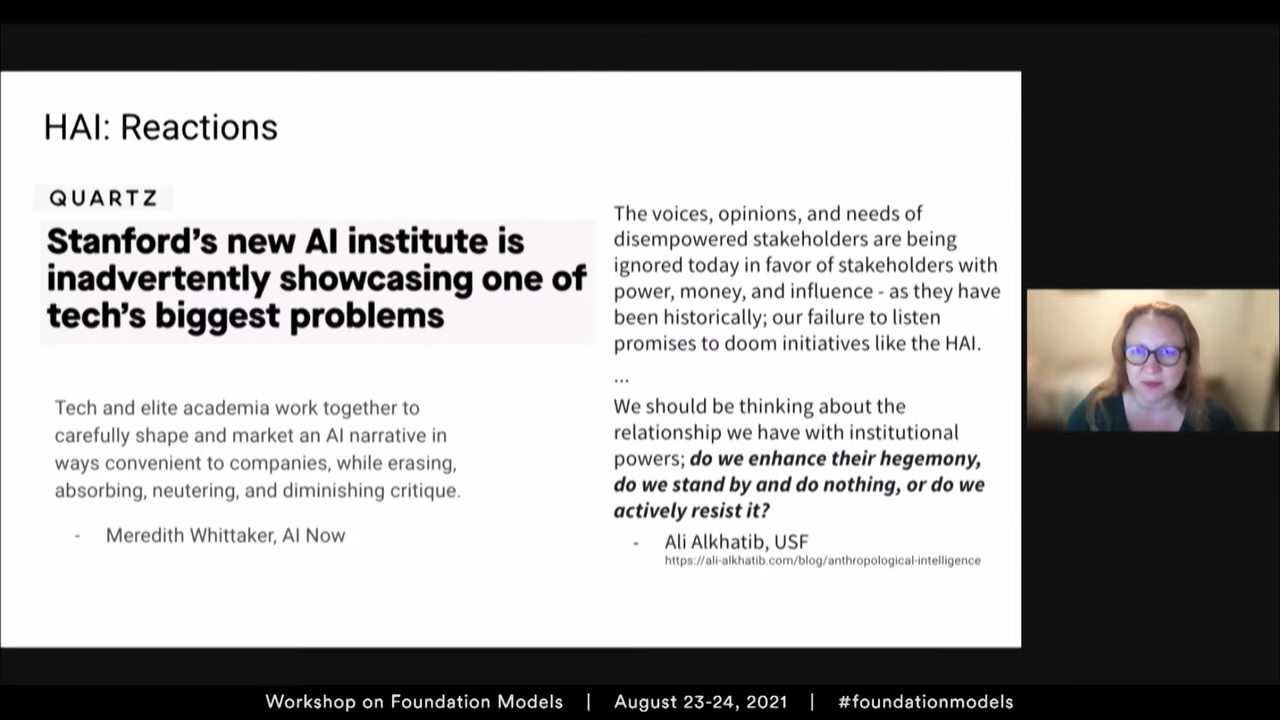 HAI: Reactions
QUARTZ
Stanford's new AI institute is
inadvertently showcasing one of
tech's biggest problems
Tech and elite academia work together to
carefully shape and market an AI narrative in
ways convenient to companies, while erasing,
absorbing, neutering, and diminishing critique.
- Meredith Whittaker, AI Now
The voices, opinions, and needs of
disempowered stakeholders are being
ignored today in favor of stakeholders with
power, money, and influence - as they have
been historically; our failure to listen
promises to doom initiatives like the HAI.
...
We should be thinking about the
relationship we have with institutional
powers; do we enhance their hegemony,
do we stand by and do nothing, or do we
actively resist it?
- Ali Alkhatib, USF
https://ali-alkhatib.com/blog/anthropological-intelligence
Workshop on Foundation Models | August 23-24, 2021 | #foundationmodels